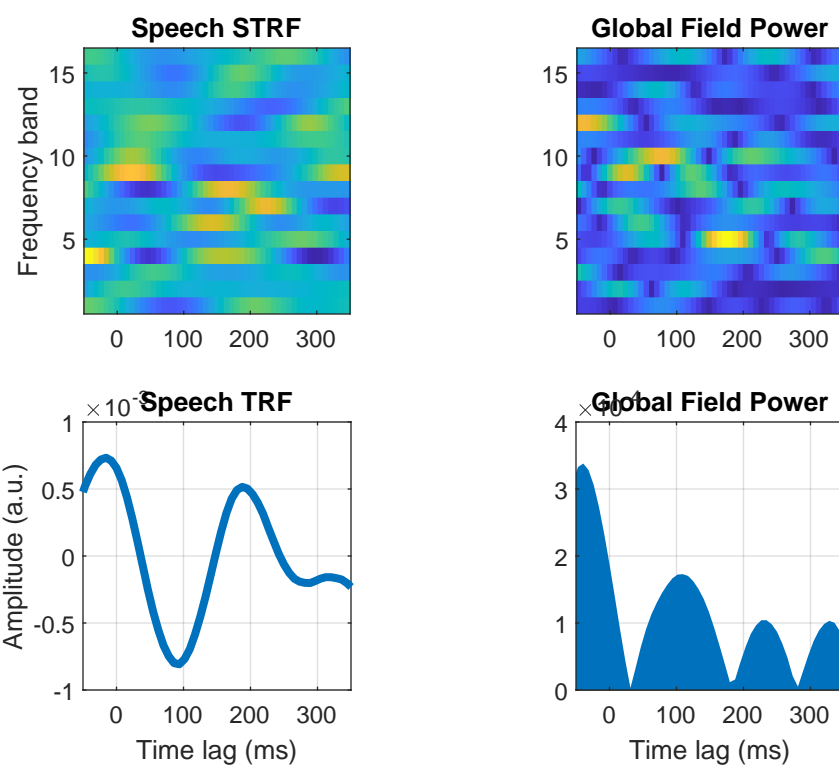 Speech STRF
Frequency band
15
10
5
0 100 200 300
Global Field Power
15
10
5
0 100 200 300
× 10⁻³
Speech TRF
Amplitude (a.u.)
1
0.5
0
-0.5
-1
0 100 200 300
Time lag (ms)
× 10⁻⁴
Global Field Power
4
3
2
1
0
0 100 200 300
Time lag (ms)